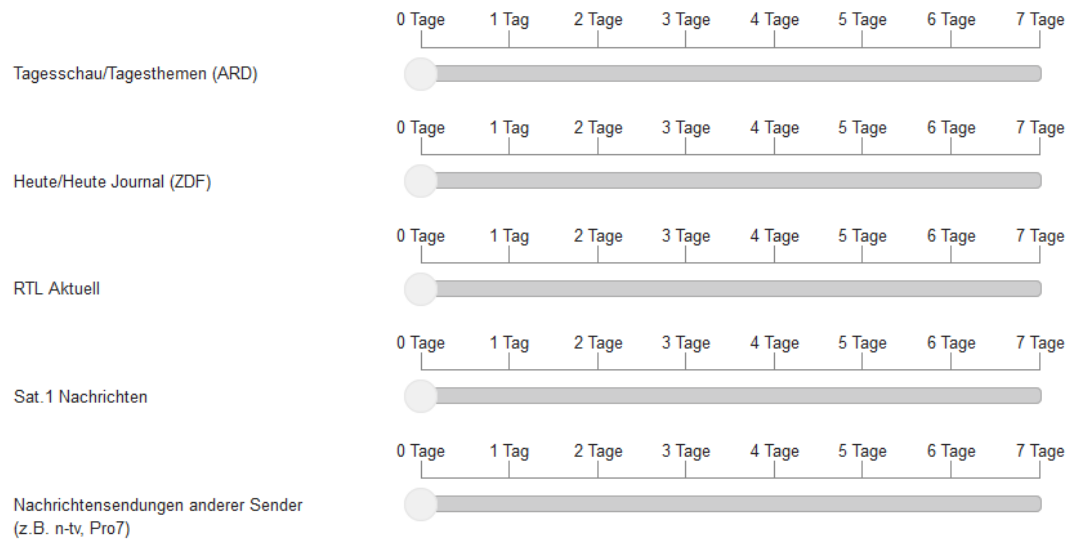 0 Tage 1 Tag 2 Tage 3 Tage 4 Tage 5 Tage 6 Tage 7 Tage
Tagesschau/Tagesthemen (ARD)
0 Tage 1 Tag 2 Tage 3 Tage 4 Tage 5 Tage 6 Tage 7 Tage
Heute/Heute Journal (ZDF)
0 Tage 1 Tag 2 Tage 3 Tage 4 Tage 5 Tage 6 Tage 7 Tage
RTL Aktuell
0 Tage 1 Tag 2 Tage 3 Tage 4 Tage 5 Tage 6 Tage 7 Tage
Sat.1 Nachrichten
0 Tage 1 Tag 2 Tage 3 Tage 4 Tage 5 Tage 6 Tage 7 Tage
Nachrichtensendungen anderer Sender
(z.B. n-tv, Pro7)